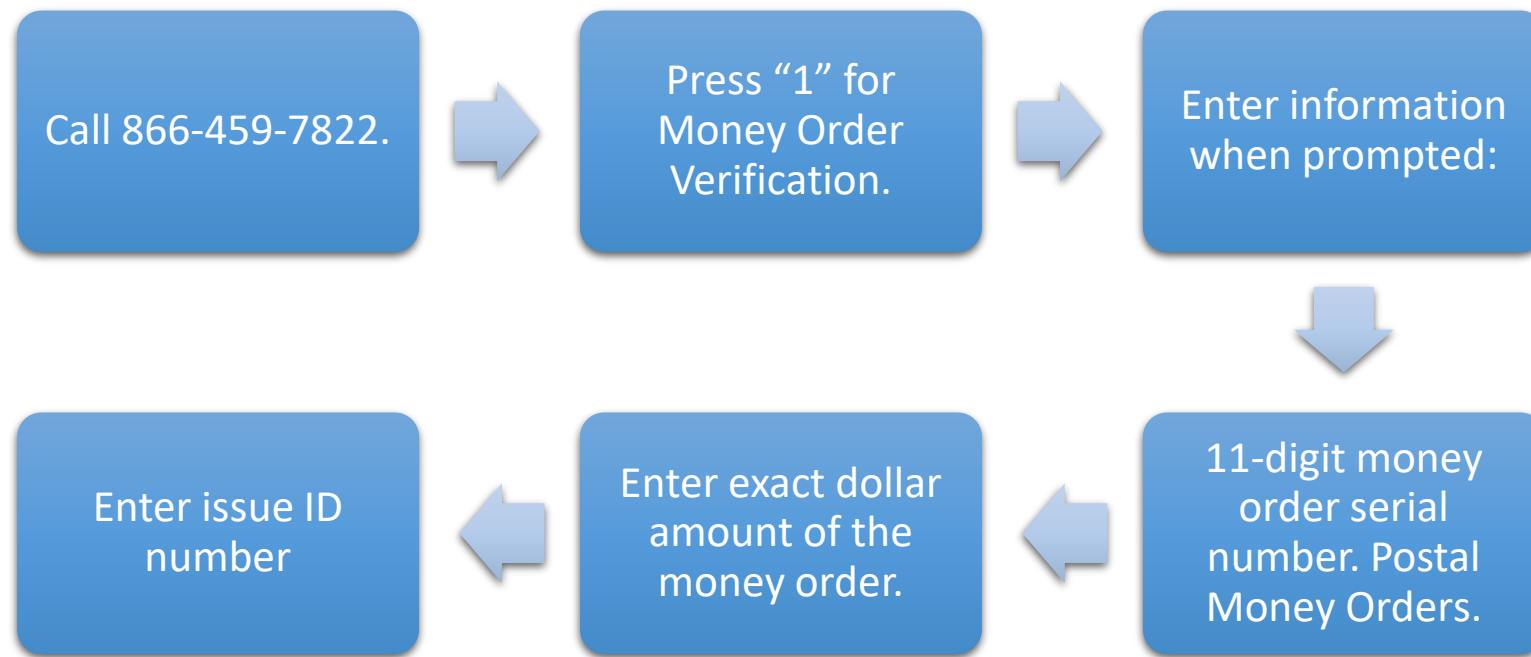 Call 866-459-7822.
Press “1” for
Money Order
Verification.
Enter information
when prompted:
11-digit money
order serial
number. Postal
Money Orders.
Enter exact dollar
amount of the
money order.
Enter issue ID
number